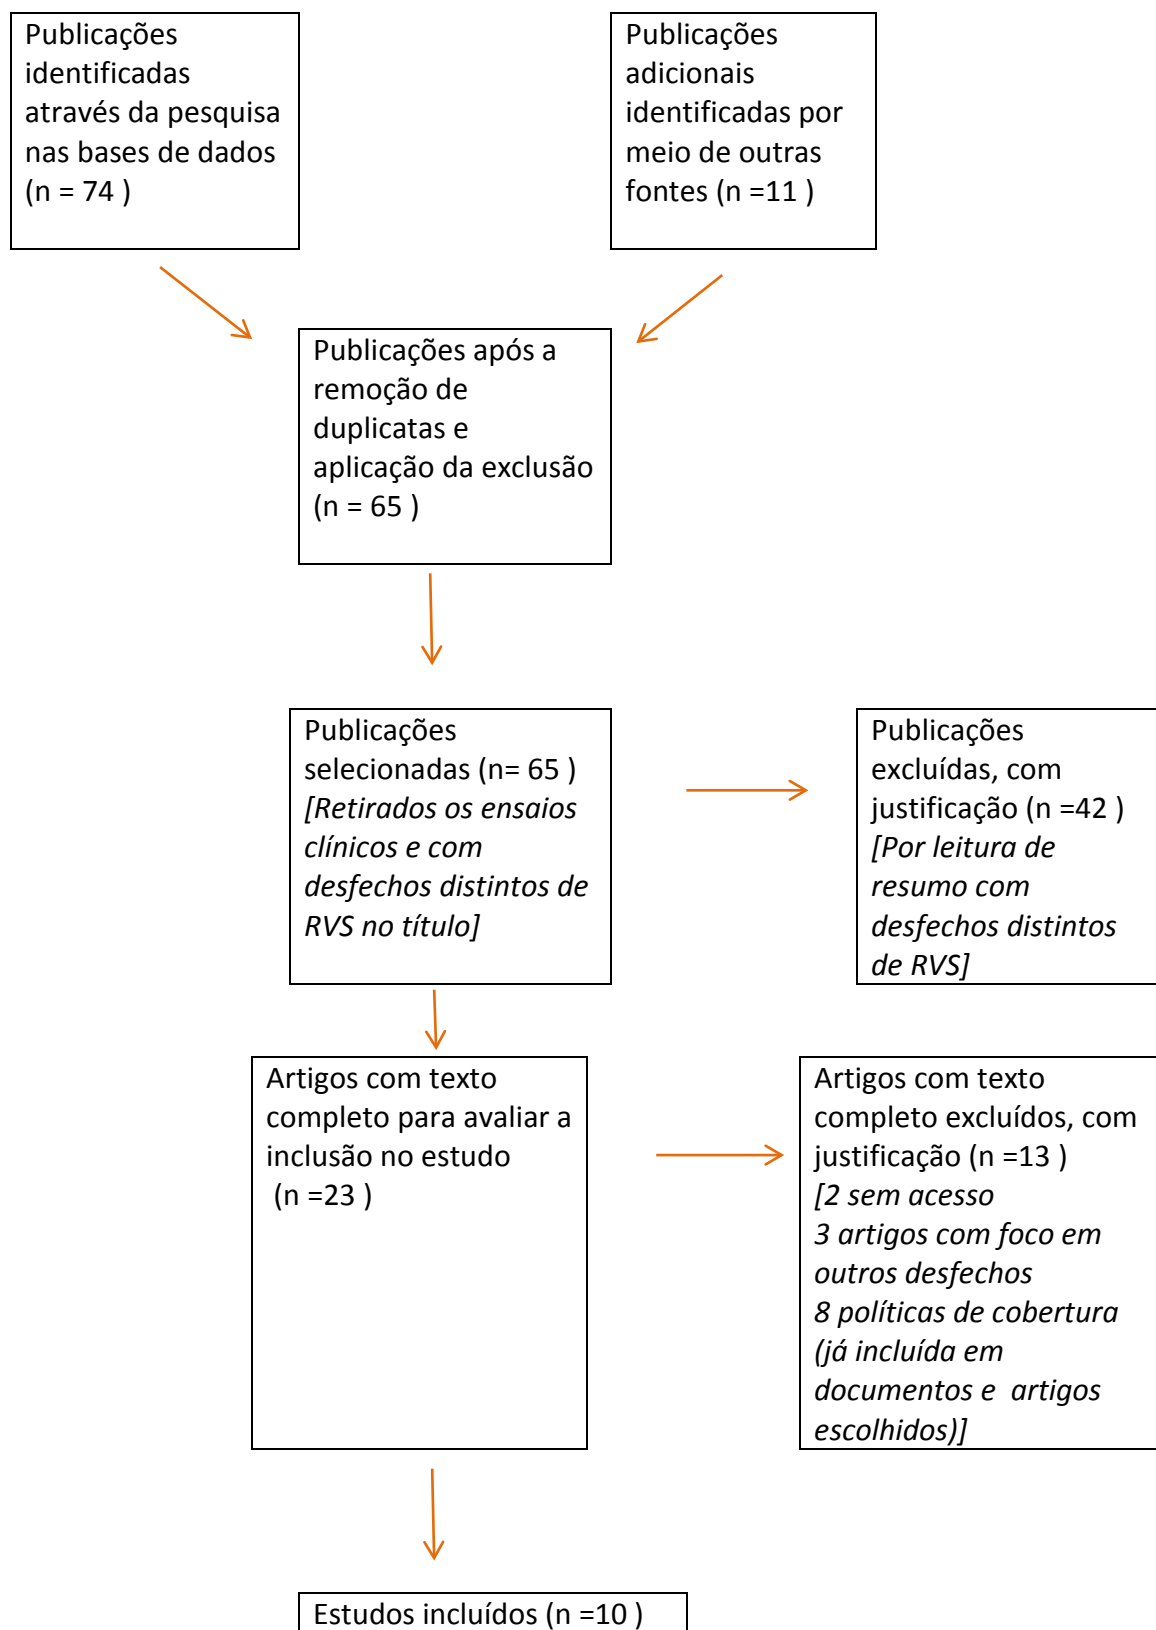 Publicações
identificadas
através da pesquisa
nas bases de dados
(n = 74 )
Publicações
adicionais
identificadas por
meio de outras
fontes (n =11 )
Publicações após a
remoção de
duplicatas e
aplicação da exclusão
(n = 65 )
Publicações
selecionadas (n= 65 )
[Retirados os ensaios
clínicos e com
desfechos distintos de
RVS no título]
Publicações
excluídas, com
justificação (n =42 )
[Por leitura de
resumo com
desfechos distintos
de RVS]
Artigos com texto
completo para avaliar a
inclusão no estudo
(n =23 )
Artigos com texto
completo excluídos, com
justificação (n =13 )
[2 sem acesso
3 artigos com foco em
outros desfechos
8 políticas de cobertura
(já incluída em
documentos e  artigos
escolhidos)]
Estudos incluídos (n =10 )